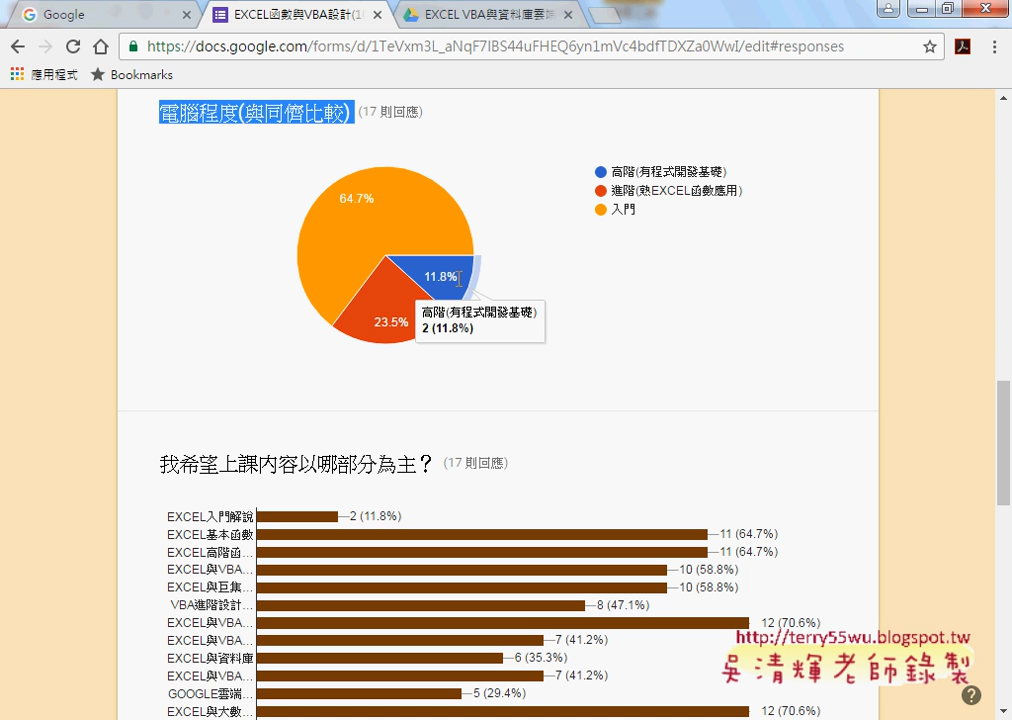 Google
EXCEL函數與VBA設計(1
EXCEL VBA與資料庫雲端
https://docs.google.com/forms/d/1TeVxm3L_aNqF7IBS44uFHEQ6yn1mVc4bdfTDXZa0WwI/edit#responses
應用程式
Bookmarks
電腦程度(與同儕比較) (17 則回應)
高階(有程式開發基礎)
進階(熟EXCEL函數應用)
入門
64.7%
11.8%
23.5%
高階(有程式開發基礎)
2 (11.8%)
我希望上課內容以哪部分為主？ (17 則回應)
EXCEL入門解說 2 (11.8%)
EXCEL基本函數 11 (64.7%)
EXCEL高階函... 11 (64.7%)
EXCEL與VBA... 10 (58.8%)
EXCEL與巨集... 10 (58.8%)
VBA進階設計... 8 (47.1%)
EXCEL與VBA... 12 (70.6%)
EXCEL與VBA... 7 (41.2%)
EXCEL與資料庫 6 (35.3%)
EXCEL與VBA... 7 (41.2%)
GOOGLE雲端... 5 (29.4%)
EXCEL與大數... 12 (70.6%)
http://terry55wu.blogspot.tw
吳清輝老師錄製